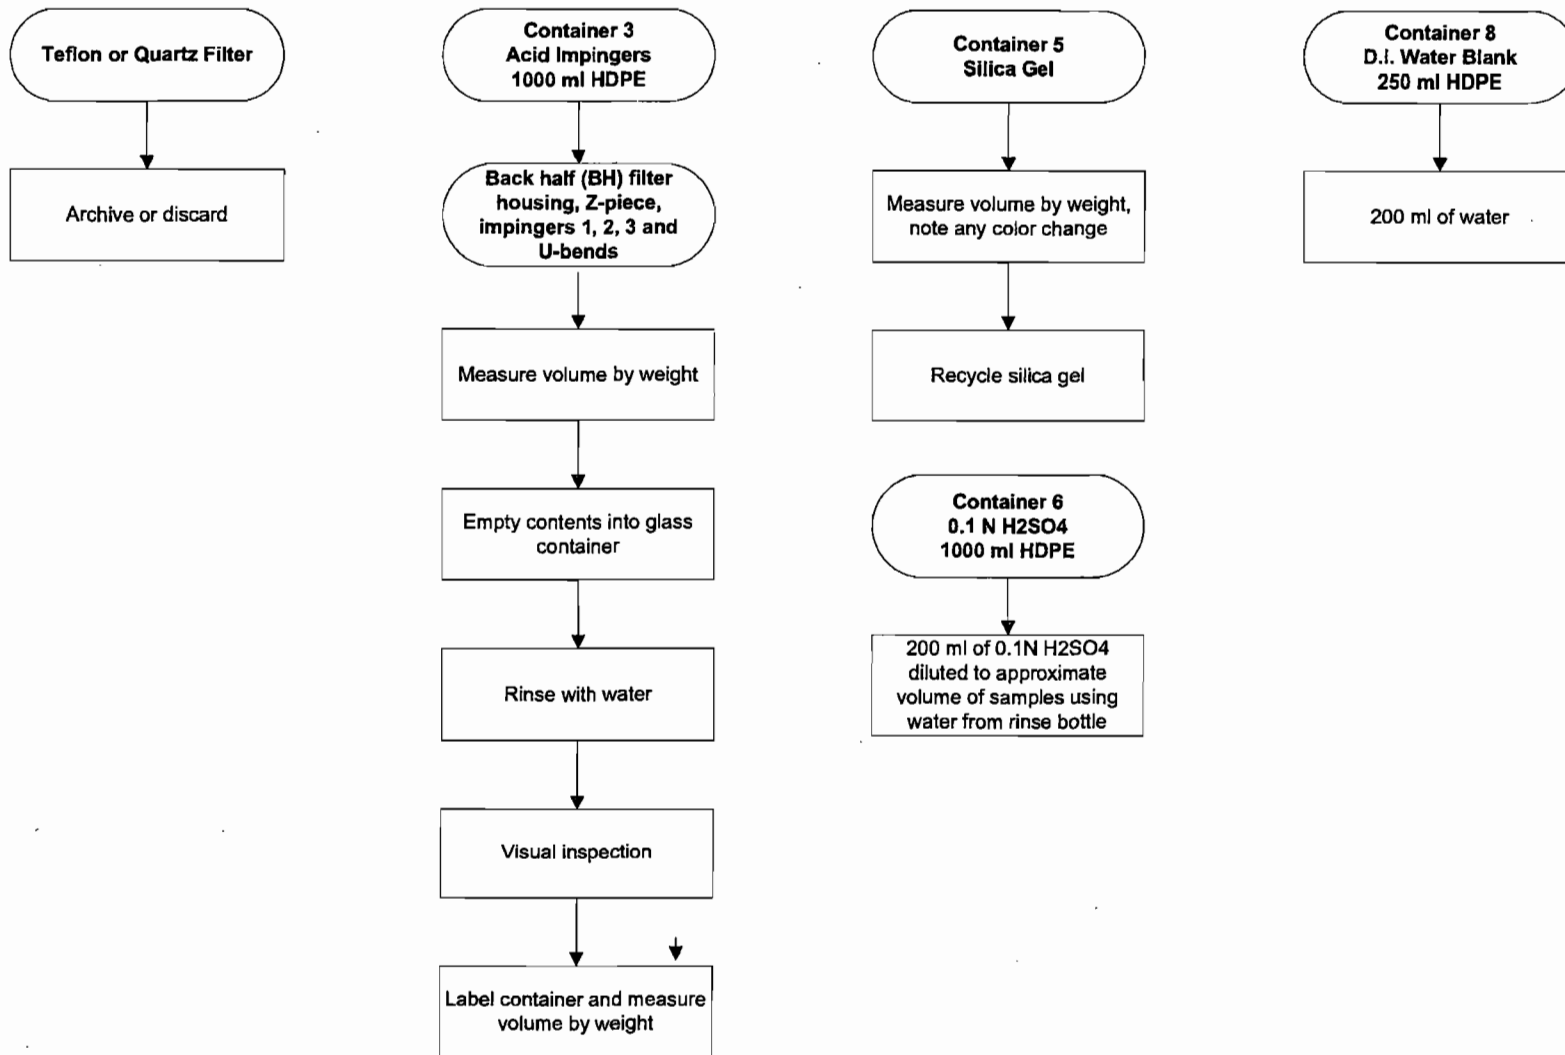 Teflon or Quartz Filter
Archive or discard
Container 3
Acid Impingers
1000 ml HDPE
Back half (BH) filter
housing, Z-piece,
impingers 1, 2, 3 and
U-bends
Measure volume by weight
Empty contents into glass
container
Rinse with water
Visual inspection
Label container and measure
volume by weight
Container 5
Silica Gel
Measure volume by weight,
note any color change
Recycle silica gel
Container 6
0.1 N H2SO4
1000 ml HDPE
200 ml of 0.1N H2SO4
diluted to approximate
volume of samples using
water from rinse bottle
Container 8
D.I. Water Blank
250 ml HDPE
200 ml of water